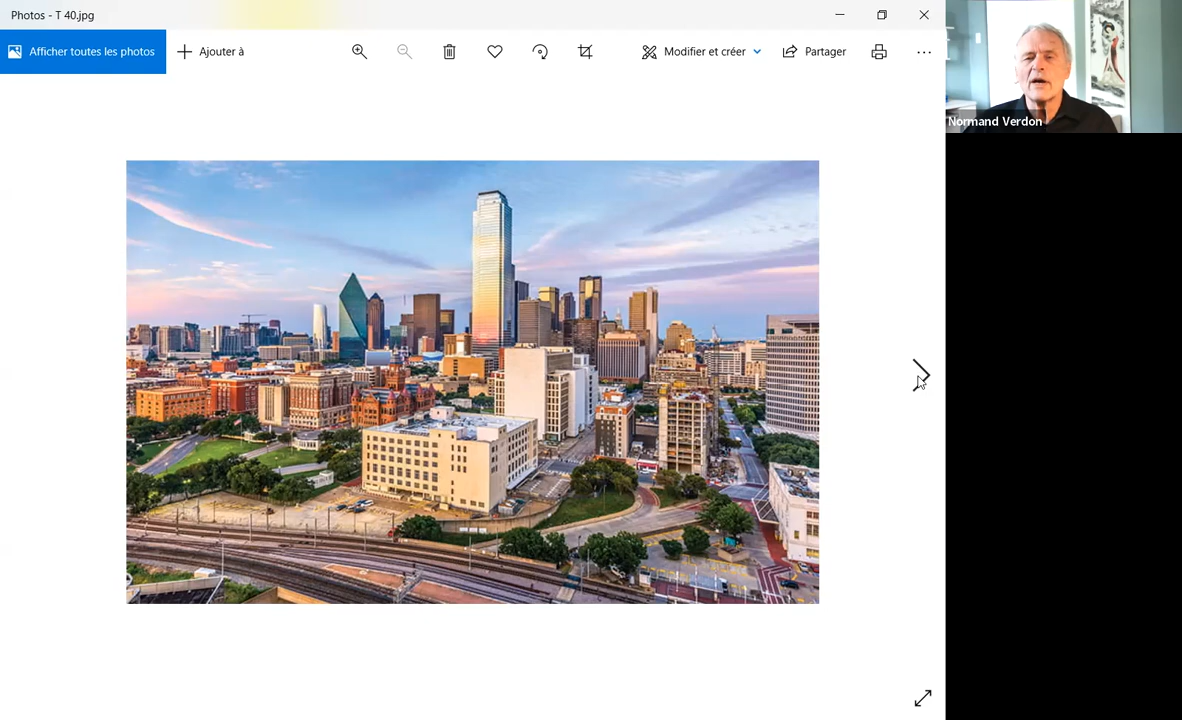 Photos - T 40.jpg
Afficher toutes les photos
Ajouter à
Modifier et créer
Partager
Normand Verdon